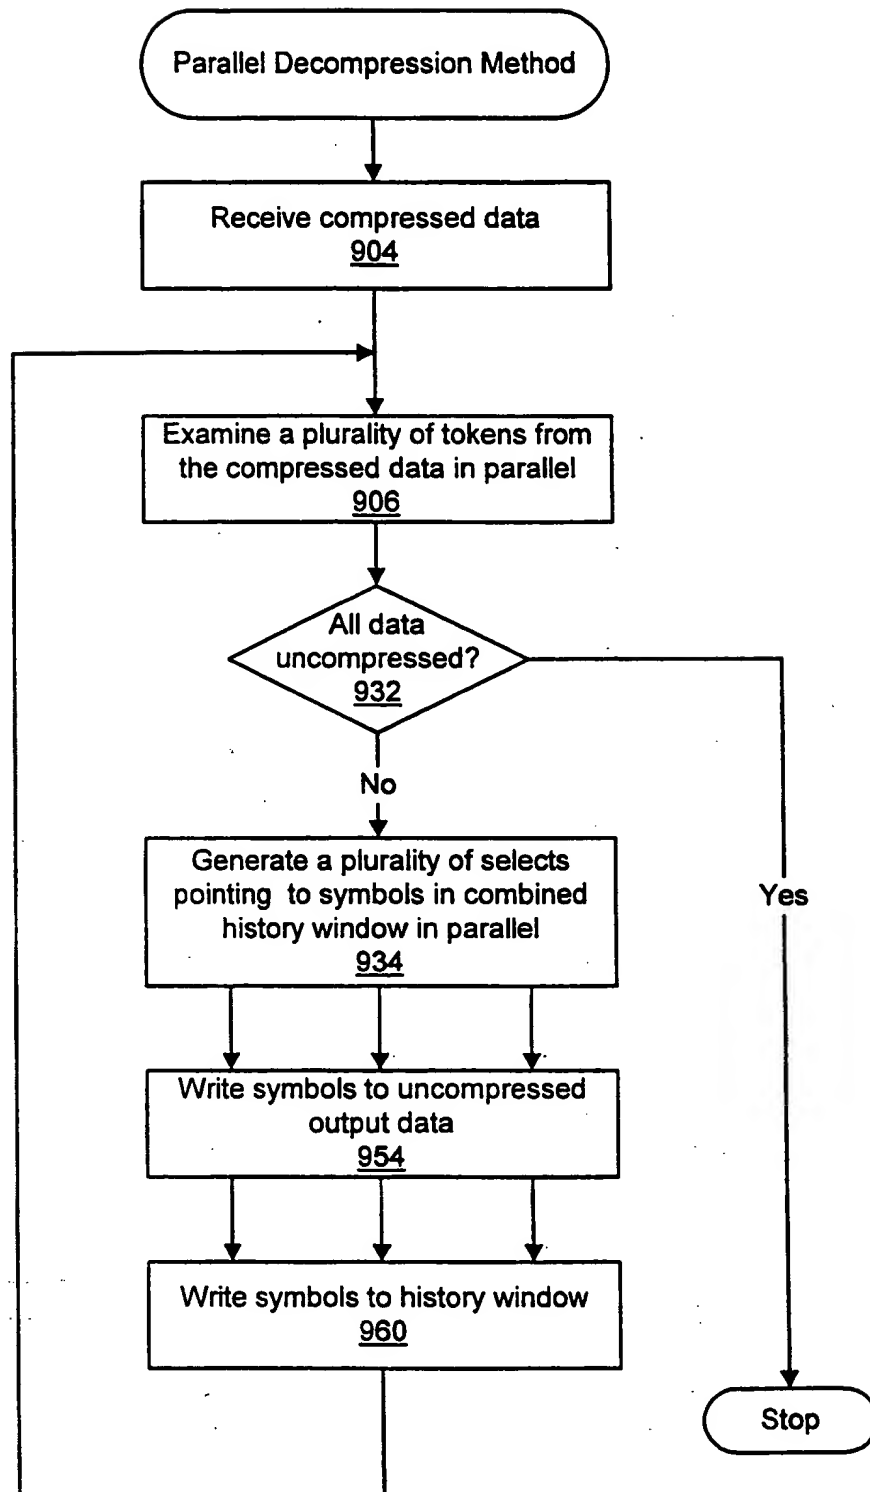 Parallel Decompression Method
Receive compressed data
904
Examine a plurality of tokens from
the compressed data in parallel
906
All data
uncompressed?
932
No
Yes
Generate a plurality of selects
pointing to symbols in combined
history window in parallel
934
Write symbols to uncompressed
output data
954
Write symbols to history window
960
Stop